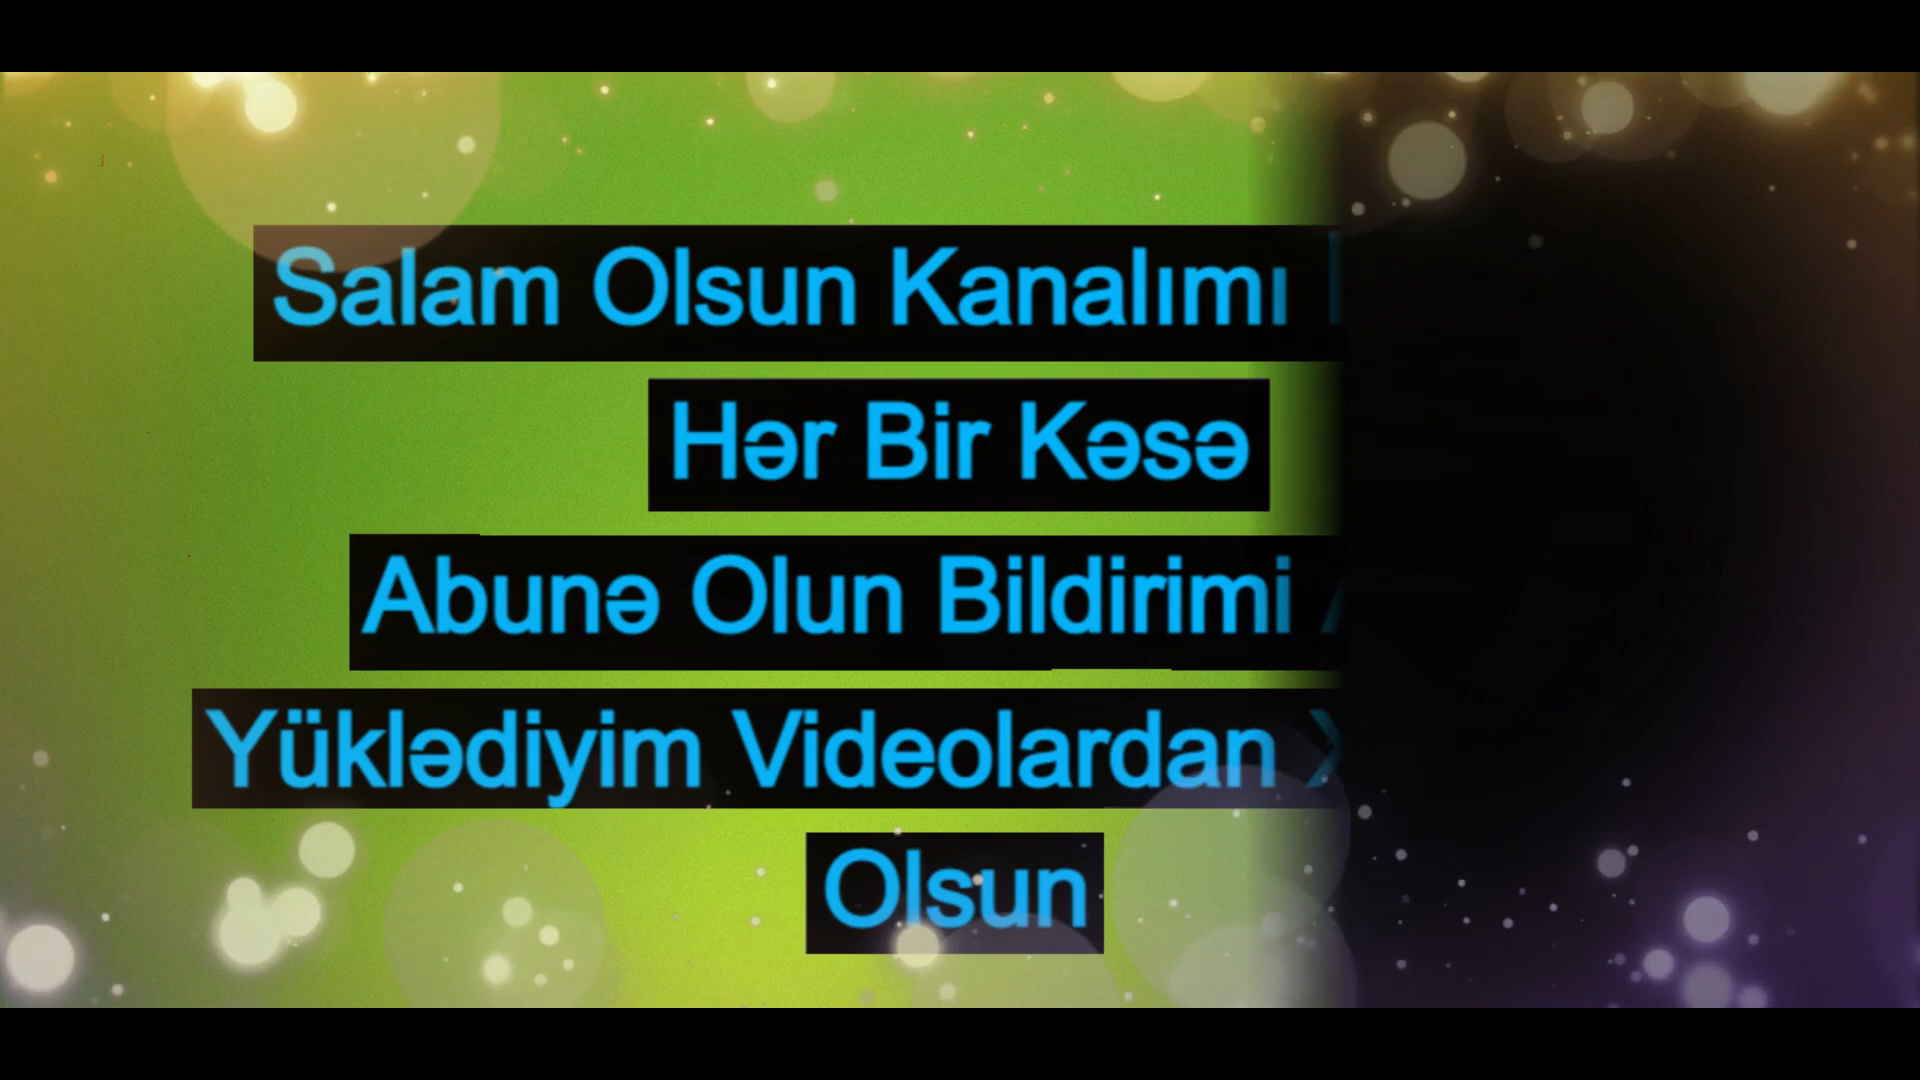 Salam Olsun Kanalımı
Hər Bir Kəsə
Abunə Olun Bildirimi
Yüklədiyim Videolardan
Olsun